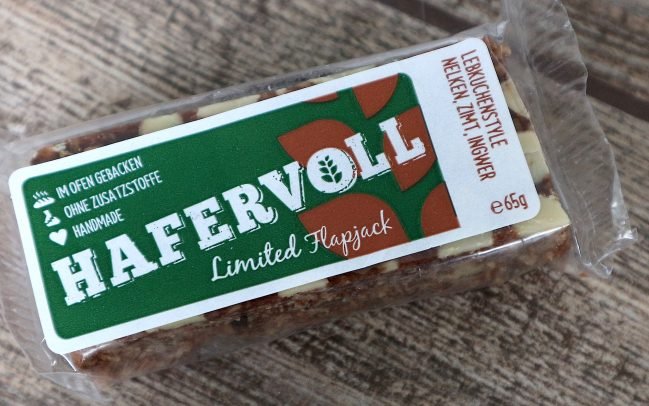 IM OFEN GEBACKEN
OHNE ZUSATZSTOFFE
HANDMADE
HAFERVOLL
Limited Flapjack
LEBKUCHENSTYLE
NELKEN, ZIMT, INGWER
℮65g